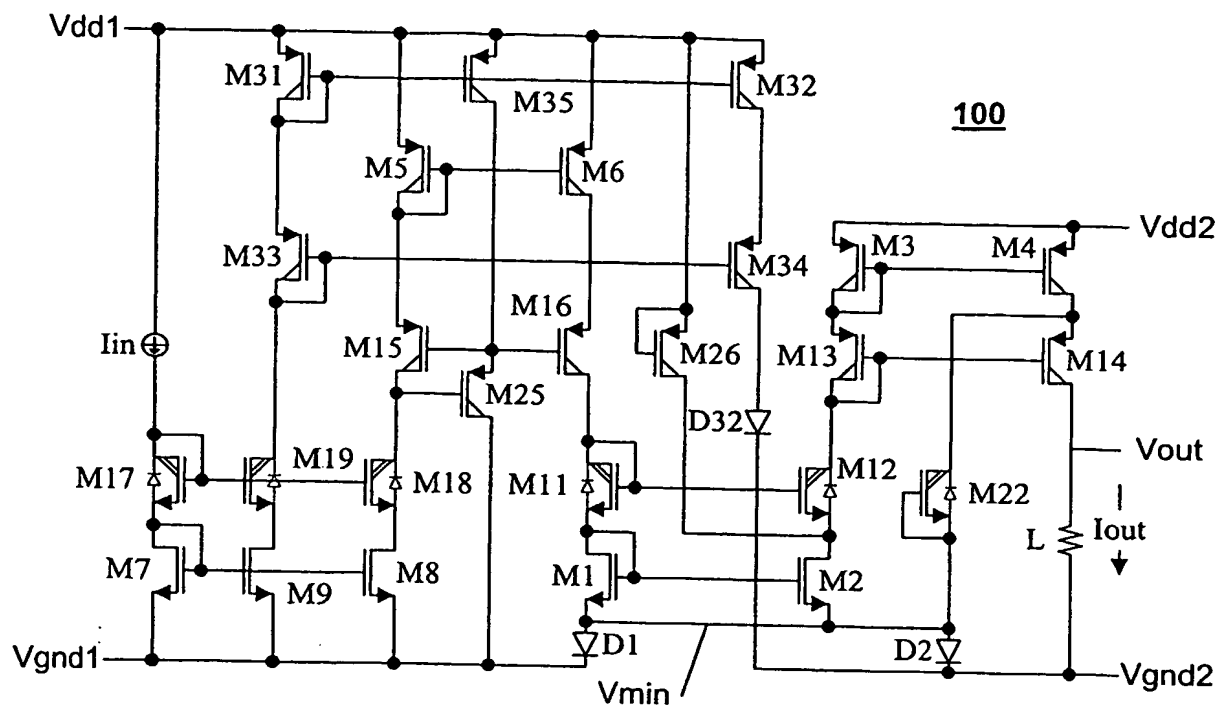 Vdd1
M31
M35
M32
100
M5
M6
M33
M34
M3
M4
Vdd2
M16
Iin
M15
M26
M13
M14
M25
D32
M17
M19
M18
M11
M12
M22
Vout
L
Iout
M7
M9
M8
M1
M2
D1
D2
Vgnd1
Vmin
Vgnd2